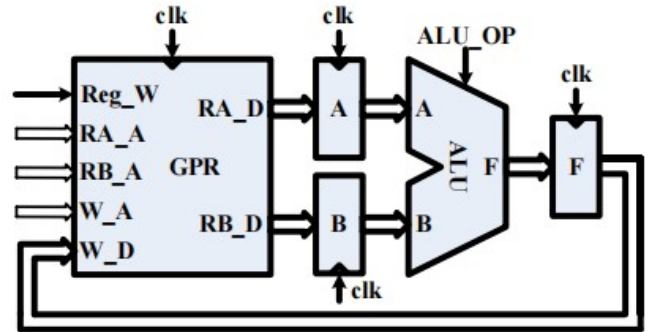 clk
clk
ALU_OP
clk
Reg_W
RA_A
RB_A
W_A
W_D
GPR
RA_D
RB_D
A
B
clk
A
B
ALU
F
F